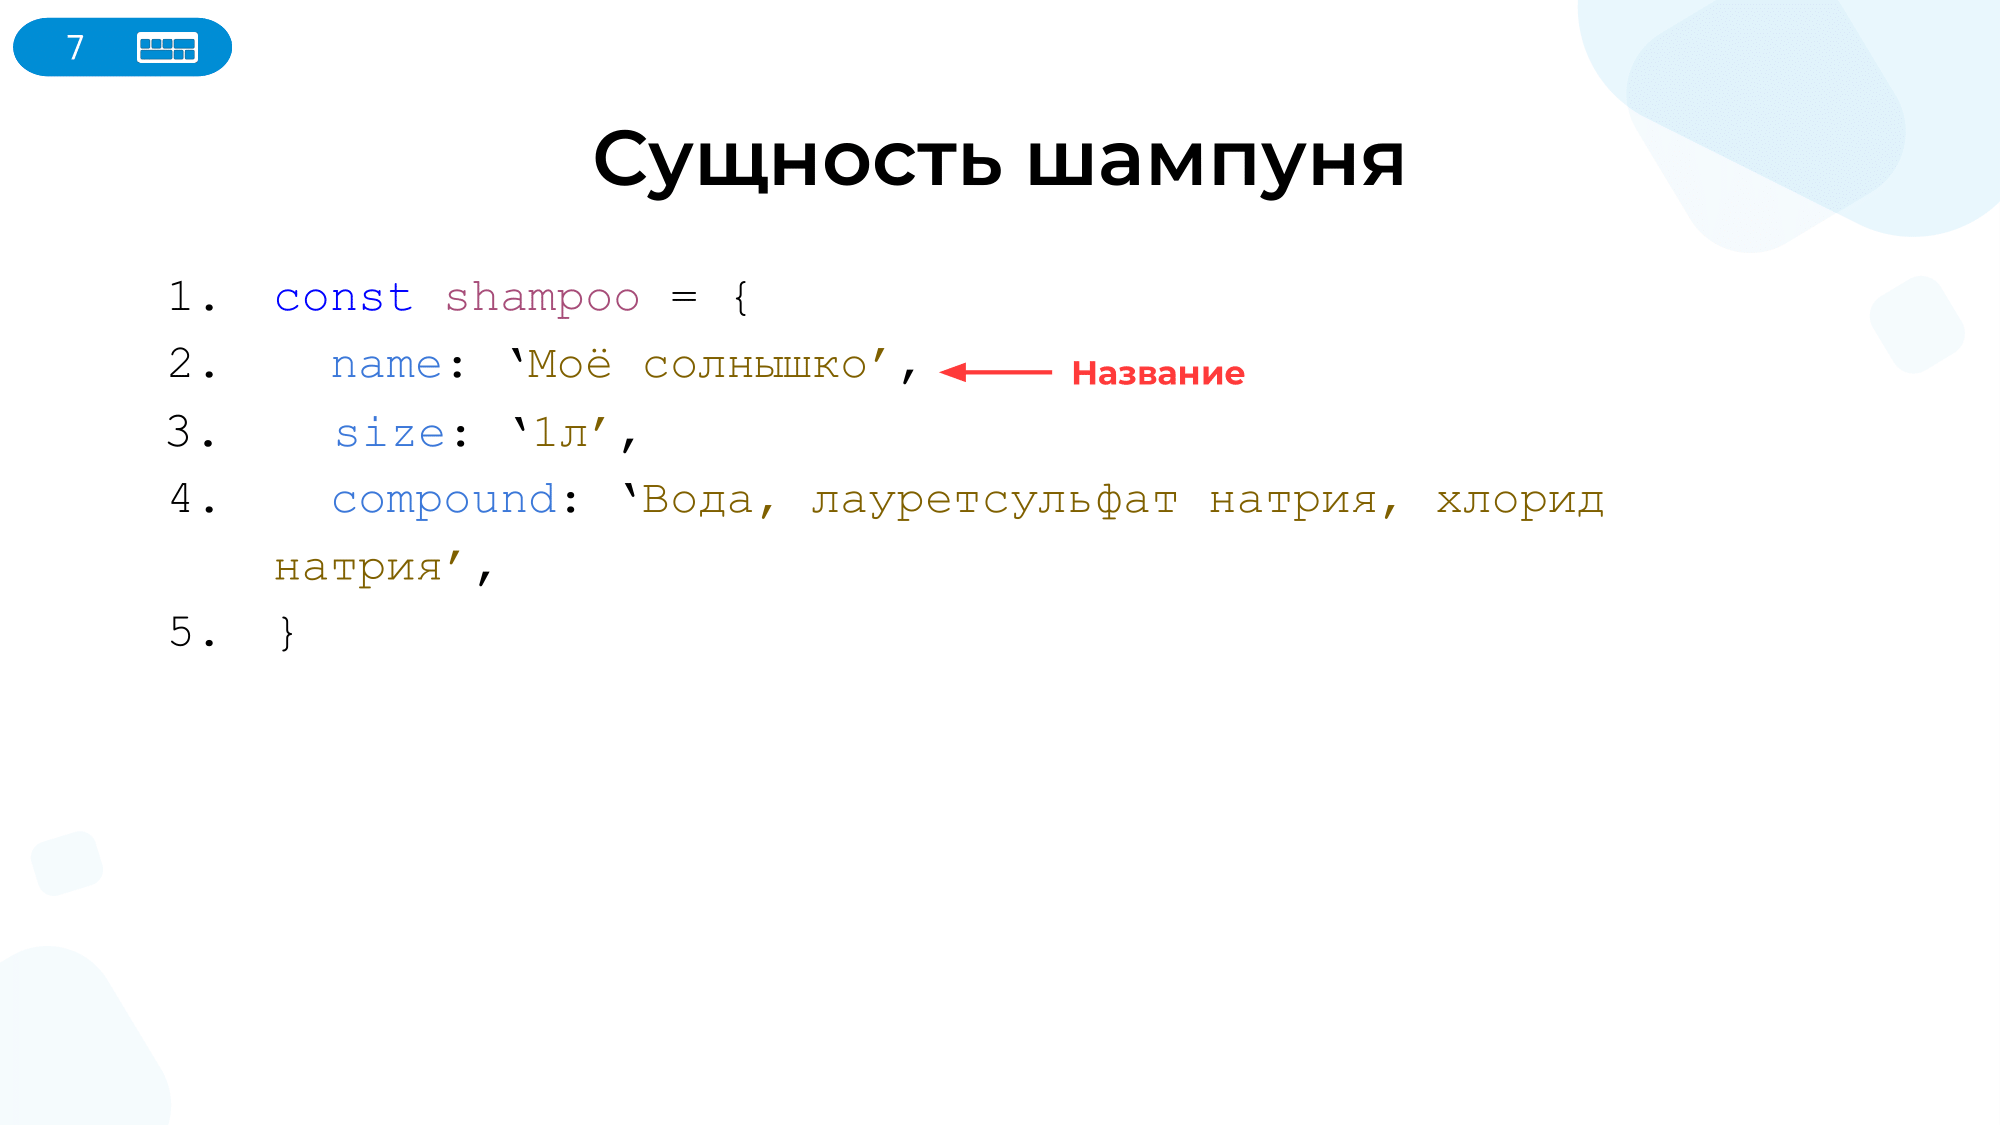 7
Сущность шампуня
1. const shampoo = {
2. name: ‘Моё солнышко’,
Название
3. size: ‘1л’,
4. compound: ‘Вода, лауретсульфат натрия, хлорид
натрия’,
5. }